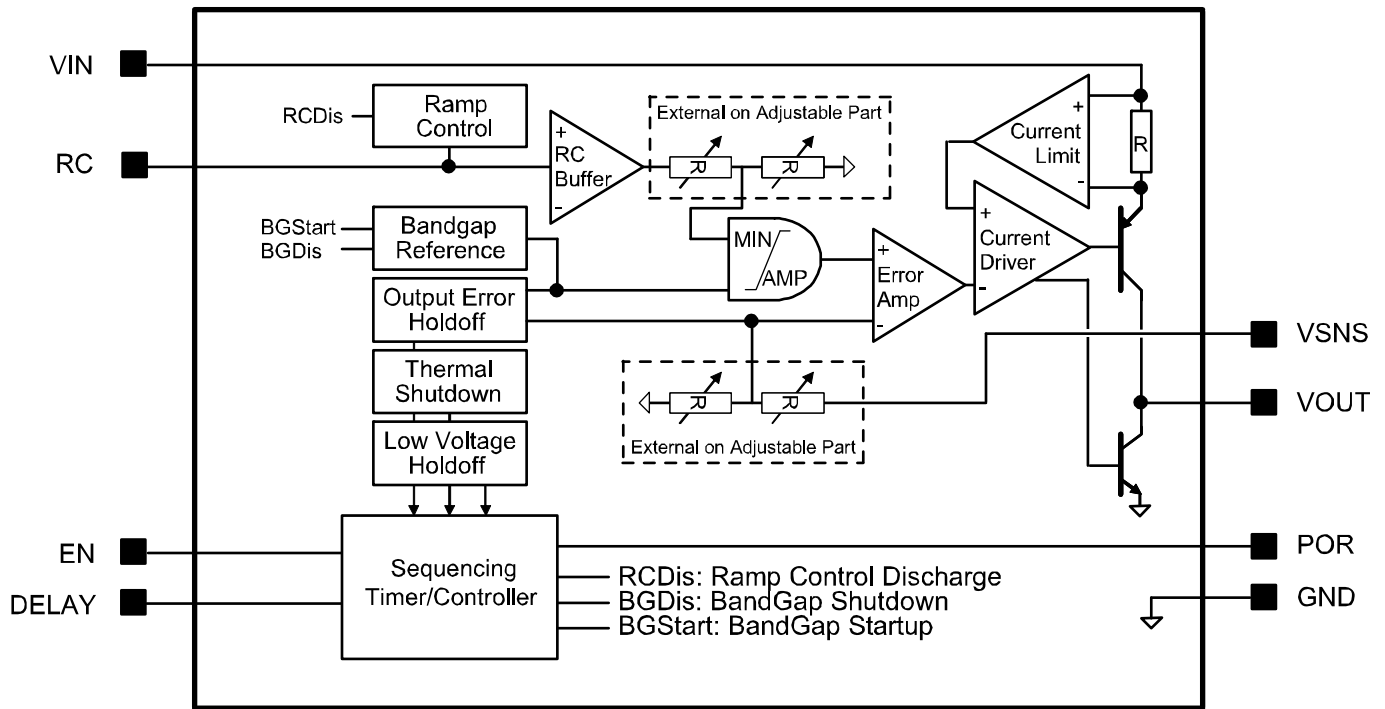 VIN
RC
EN
DELAY
RCDis
Ramp
Control
+
RC
Buffer
-
External on Adjustable Part
R
R
BGStart
BGDis
Bandgap
Reference
MIN
AMP
Output Error
Holdoff
Thermal
Shutdown
Low Voltage
Holdoff
+
Error
Amp
-
+
Current
Limit
-
R
+
Current
Driver
-
R
R
External on Adjustable Part
Sequencing
Timer/Controller
RCDis: Ramp Control Discharge
BGDis: BandGap Shutdown
BGStart: BandGap Startup
VSNS
VOUT
POR
GND